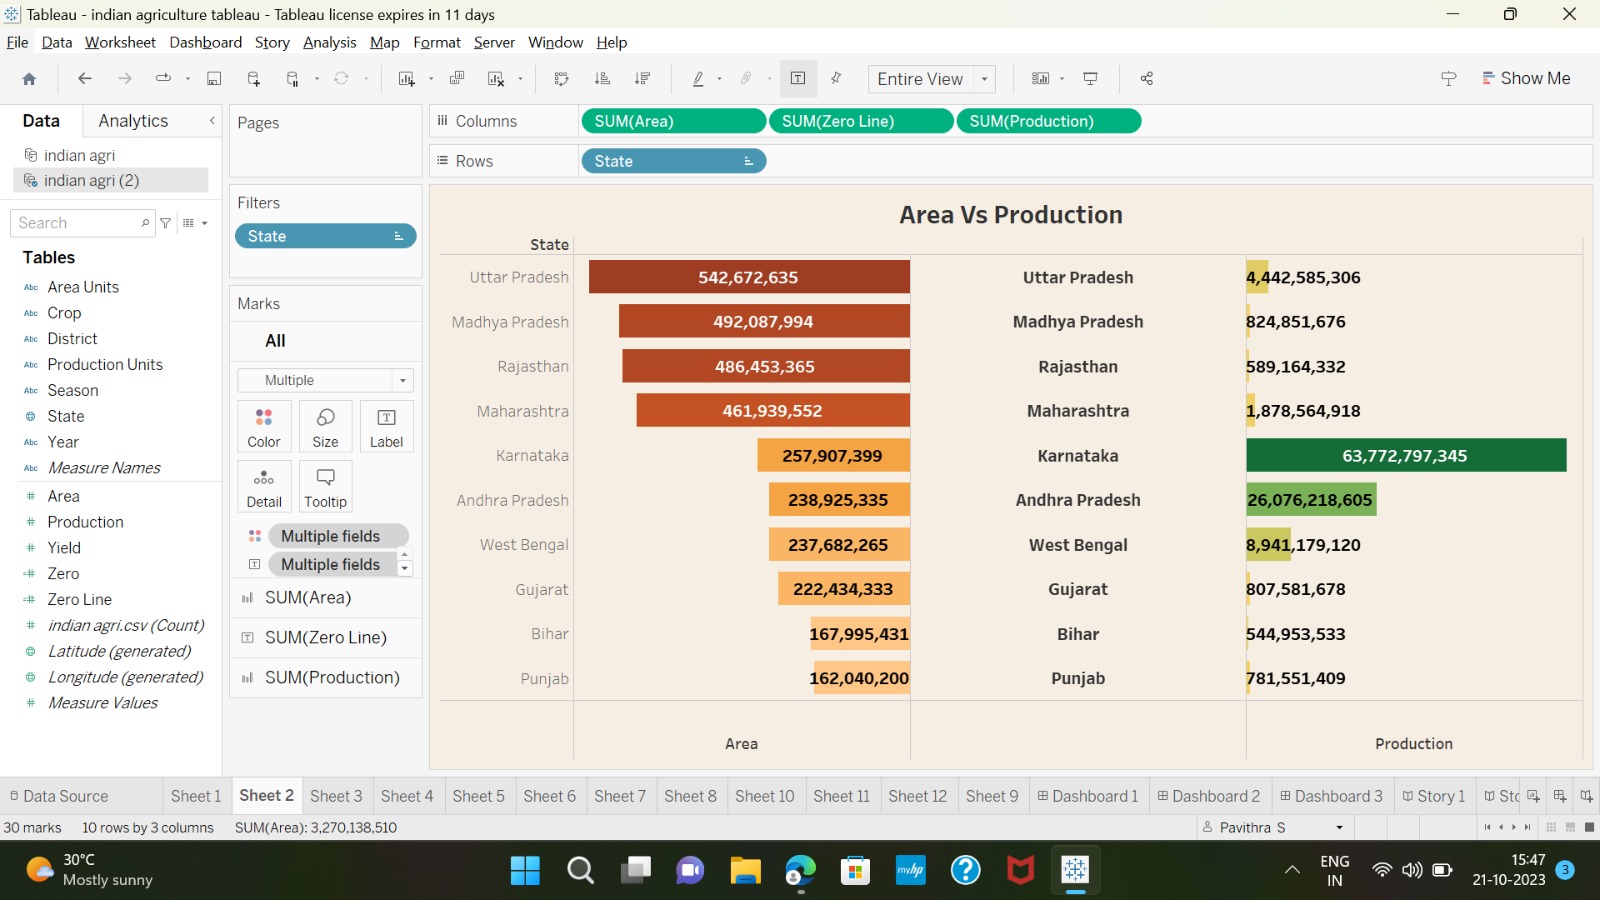 Tableau - indian agriculture tableau - Tableau license expires in 11 days
File Data Worksheet Dashboard Story Analysis Map Format Server Window Help
Entire View
Show Me
Data Analytics
indian agri
indian agri (2)
Search
Tables
Abc Area Units
Abc Crop
Abc District
Abc Production Units
Abc Season
State
Abc Year
Abc Measure Names
# Area
# Production
# Yield
=# Zero
=# Zero Line
# indian agri.csv (Count)
Latitude (generated)
Longitude (generated)
# Measure Values
Pages
Filters
State
Marks
All
Multiple
Color Size Label
Detail Tooltip
Multiple fields
Multiple fields
SUM(Area)
SUM(Zero Line)
SUM(Production)
Columns SUM(Area) SUM(Zero Line) SUM(Production)
Rows State
Area Vs Production
State
Uttar Pradesh 542,672,635 Uttar Pradesh 4,442,585,306
Madhya Pradesh 492,087,994 Madhya Pradesh 824,851,676
Rajasthan 486,453,365 Rajasthan 589,164,332
Maharashtra 461,939,552 Maharashtra 1,878,564,918
Karnataka 257,907,399 Karnataka 63,772,797,345
Andhra Pradesh 238,925,335 Andhra Pradesh 26,076,218,605
West Bengal 237,682,265 West Bengal 8,941,179,120
Gujarat 222,434,333 Gujarat 807,581,678
Bihar 167,995,431 Bihar 544,953,533
Punjab 162,040,200 Punjab 781,551,409
Area Production
Data Source Sheet 1 Sheet 2 Sheet 3 Sheet 4 Sheet 5 Sheet 6 Sheet 7 Sheet 8 Sheet 10 Sheet 11 Sheet 12 Sheet 9 Dashboard 1 Dashboard 2 Dashboard 3 Story 1 Stc
30 marks 10 rows by 3 columns SUM(Area): 3,270,138,510 Pavithra S
30°C
Mostly sunny
myhp
ENG
IN
15:47
21-10-2023
3